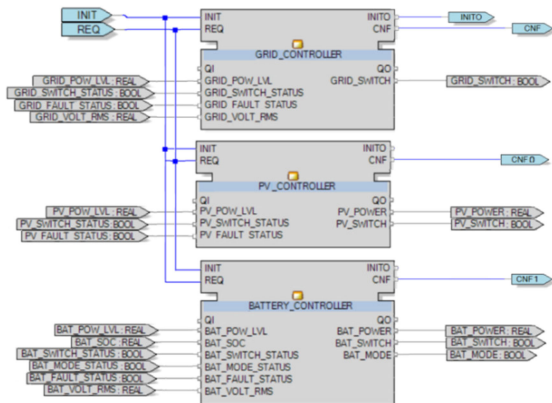 INIT
REQ
INIT
REQ
INITO
CNF
INITO
CNF
GRID_CONTROLLER
QI
QO
GRID_POW_LVL : REAL
GRID_POW_LVL
GRID_SWITCH
GRID_SWITCH : BOOL
GRID_SWITCH_STATUS : BOOL
GRID_SWITCH_STATUS
GRID_FAULT_STATUS : BOOL
GRID_FAULT_STATUS
GRID_VOLT_RMS : REAL
GRID_VOLT_RMS
INIT
REQ
INITO
CNF
CNF0
PV_CONTROLLER
QI
QO
PV_POW_LVL : REAL
PV_POW_LVL
PV_POWER
PV_POWER : REAL
PV_SWITCH_STATUS : BOOL
PV_SWITCH_STATUS
PV_SWITCH
PV_SWITCH : BOOL
PV_FAULT_STATUS : BOOL
PV_FAULT_STATUS
INIT
REQ
INITO
CNF
CNF1
BATTERY_CONTROLLER
QI
QO
BAT_POW_LVL : REAL
BAT_POW_LVL
BAT_POWER
BAT_POWER : REAL
BAT_SOC : REAL
BAT_SOC
BAT_SWITCH
BAT_SWITCH : BOOL
BAT_SWITCH_STATUS : BOOL
BAT_SWITCH_STATUS
BAT_MODE
BAT_MODE : BOOL
BAT_MODE_STATUS : BOOL
BAT_MODE_STATUS
BAT_FAULT_STATUS : BOOL
BAT_FAULT_STATUS
BAT_VOLT_RMS : REAL
BAT_VOLT_RMS